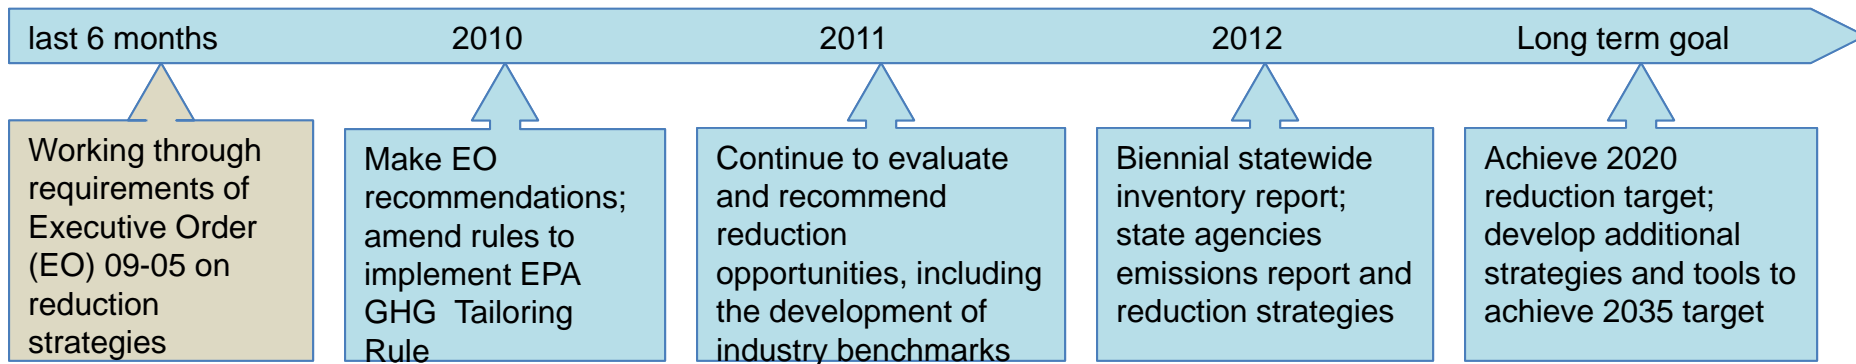 last 6 months
2010
2011
2012
Long term goal
Working through
requirements of
Executive Order
(EO) 09-05 on
reduction
strategies
Make EO
recommendations;
amend rules to
implement EPA
GHG  Tailoring
Rule
Continue to evaluate
and recommend
reduction
opportunities, including
the development of
industry benchmarks
Biennial statewide
inventory report;
state agencies
emissions report and
reduction strategies
Achieve 2020
reduction target;
develop additional
strategies and tools to
achieve 2035 target